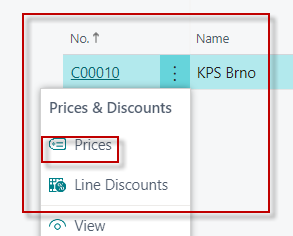 No.↑ Name
C00010 KPS Brno
Prices & Discounts
Prices
Line Discounts
View